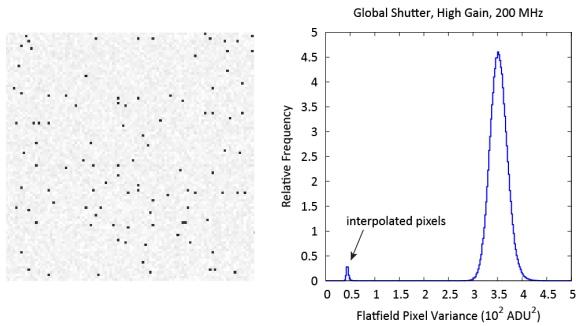 Global Shutter, High Gain, 200 MHz
5
4.5
4
3.5
3
2.5
2
1.5
1
0.5
0
Relative Frequency
interpolated pixels
0 0.5 1 1.5 2 2.5 3 3.5 4 4.5 5
Flatfield Pixel Variance (10² ADU²)